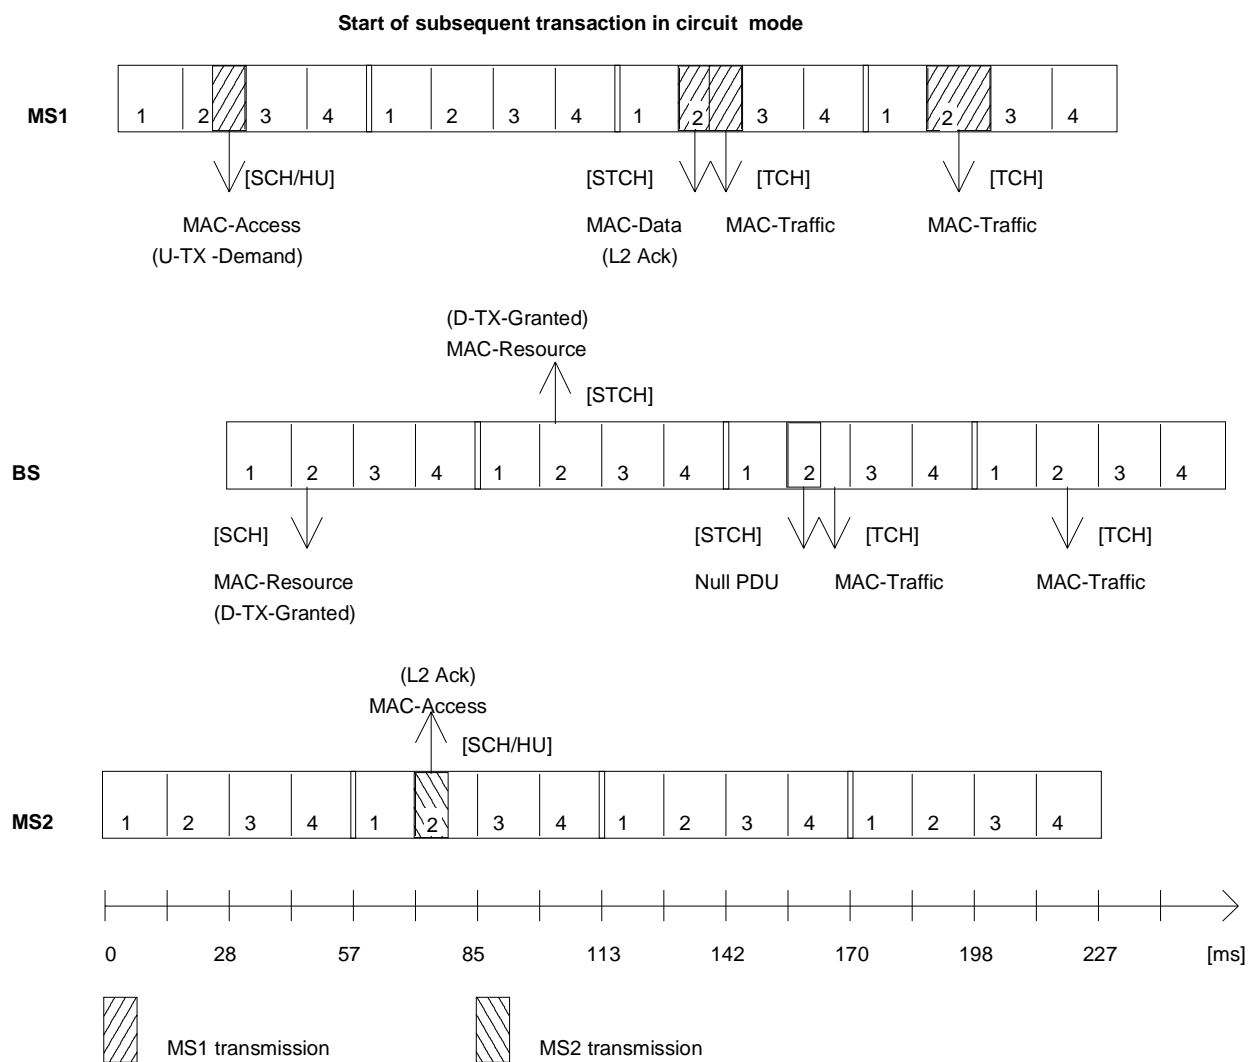 Start of subsequent transaction in circuit mode
MS1
1 2 3 4 1 2 3 4 1 2 3 4 1 2 3 4
[SCH/HU] [STCH] [TCH] [TCH]
MAC-Access MAC-Data MAC-Traffic MAC-Traffic
(U-TX -Demand) (L2 Ack)
(D-TX-Granted)
MAC-Resource
[STCH]
BS
1 2 3 4 1 2 3 4 1 2 3 4 1 2 3 4
[SCH] [STCH] [TCH] [TCH]
MAC-Resource Null PDU MAC-Traffic MAC-Traffic
(D-TX-Granted)
(L2 Ack)
MAC-Access
[SCH/HU]
MS2
1 2 3 4 1 2 3 4 1 2 3 4 1 2 3 4
0 28 57 85 113 142 170 198 227 [ms]
MS1 transmission MS2 transmission